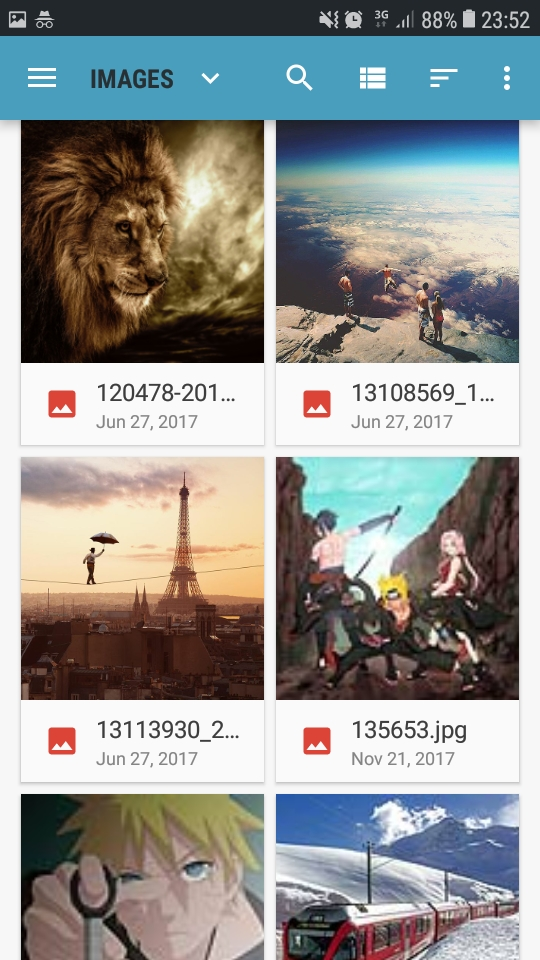 3G 88% 23:52
IMAGES
120478-201...
Jun 27, 2017
13108569_1...
Jun 27, 2017
13113930_2...
Jun 27, 2017
135653.jpg
Nov 21, 2017